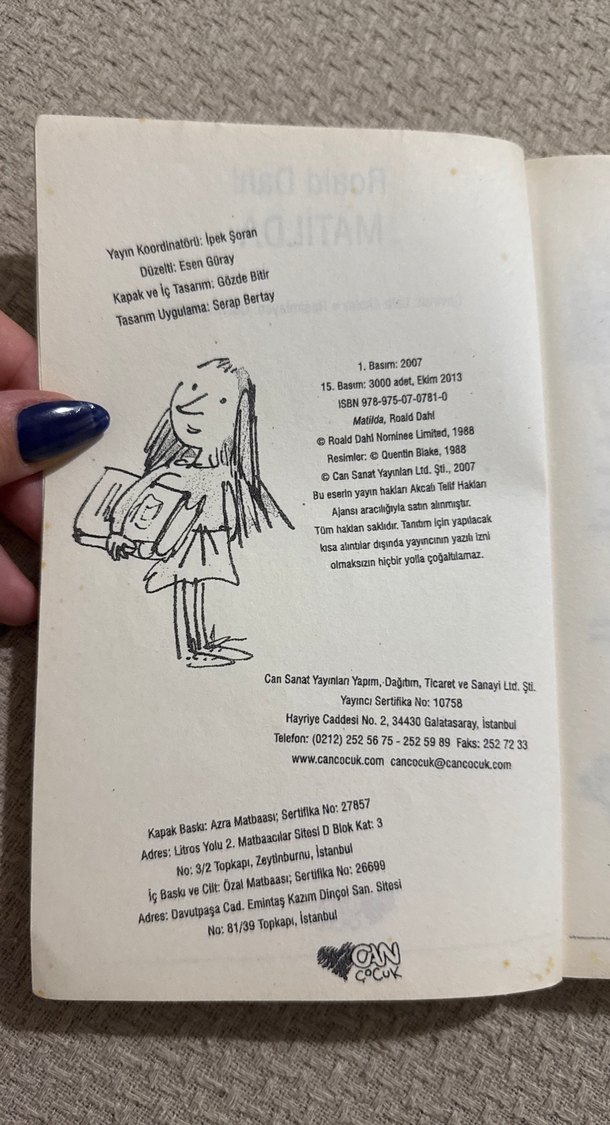 Roald Dahl
MATILDA
Yayın Koordinatörü: İpek Şoran
Düzelti: Esen Güray
Kapak ve İç Tasarım: Gözde Bitir
Tasarım Uygulama: Serap Bertay
1. Basım: 2007
15. Basım: 3000 adet, Ekim 2013
ISBN 978-975-07-0781-0
Matilda, Roald Dahl
© Roald Dahl Nominee Limited, 1988
Resimler: © Quentin Blake, 1988
© Can Sanat Yayınları Ltd. Şti., 2007
Bu eserin yayın hakları Akcalı Telif Hakları
Ajansı aracılığıyla satın alınmıştır.
Tüm hakları saklıdır. Tanıtım için yapılacak
kısa alıntılar dışında yayıncının yazılı izni
olmaksızın hiçbir yolla çoğaltılamaz.
Can Sanat Yayınları Yapım, Dağıtım, Ticaret ve Sanayi Ltd. Şti.
Yayıncı Sertifika No: 10758
Hayriye Caddesi No. 2, 34430 Galatasaray, İstanbul
Telefon: (0212) 252 56 75 - 252 59 89 Faks: 252 72 33
www.cancocuk.com cancocuk@cancocuk.com
Kapak Baskı: Azra Matbaası; Sertifika No: 27857
Adres: Litros Yolu 2. Matbaacılar Sitesi D Blok Kat: 3
No: 3/2 Topkapı, Zeytinburnu, İstanbul
İç Baskı ve Cilt: Özal Matbaası; Sertifika No: 26699
Adres: Davutpaşa Cad. Emintaş Kazım Dinçol San. Sitesi
No: 81/39 Topkapı, İstanbul
CAN
ÇOCUK